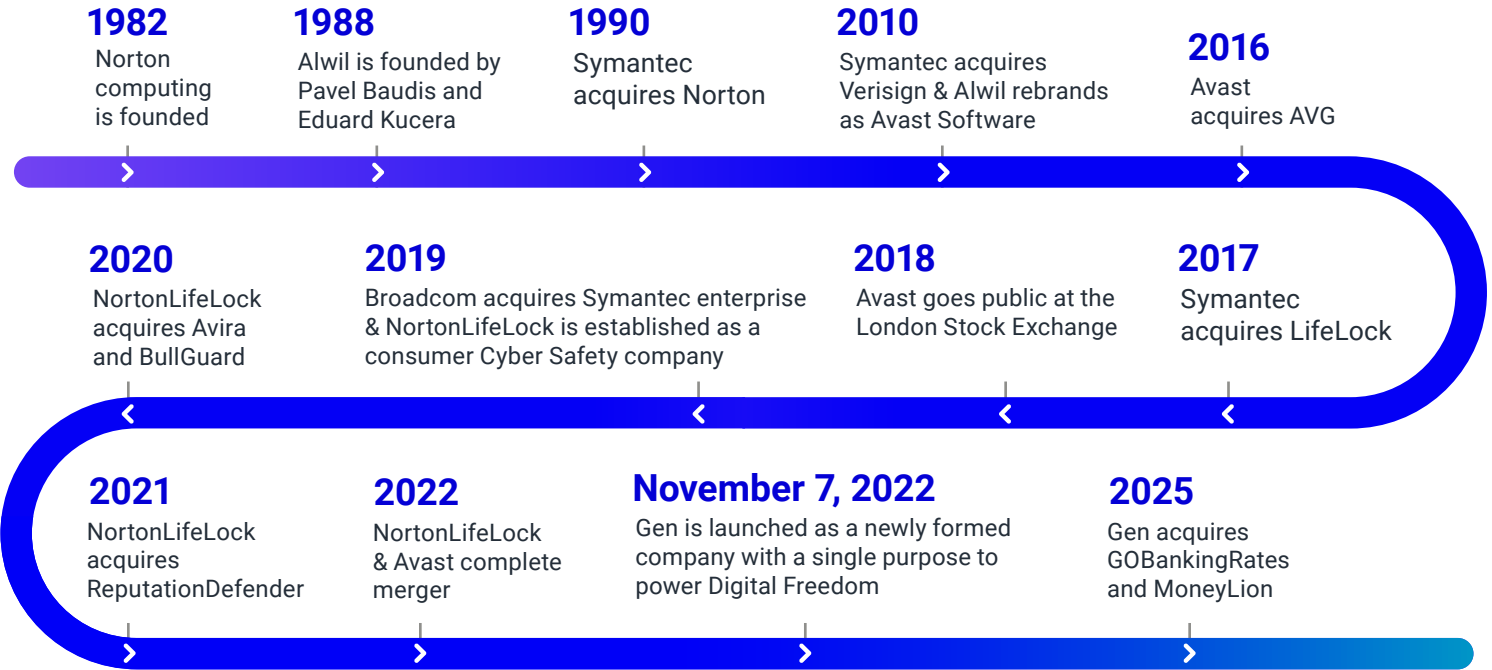 1982
Norton
computing
is founded
1988
Alwil is founded by
Pavel Baudis and
Eduard Kucera
1990
Symantec
acquires Norton
2010
Symantec acquires
Verisign & Alwil rebrands
as Avast Software
2016
Avast
acquires AVG
2017
Symantec
acquires LifeLock
2018
Avast goes public at the
London Stock Exchange
2019
Broadcom acquires Symantec enterprise
& NortonLifeLock is established as a
consumer Cyber Safety company
2020
NortonLifeLock
acquires Avira
and BullGuard
2021
NortonLifeLock
acquires
ReputationDefender
2022
NortonLifeLock
& Avast complete
merger
November 7, 2022
Gen is launched as a newly formed
company with a single purpose to
power Digital Freedom
2025
Gen acquires
GOBankingRates
and MoneyLion